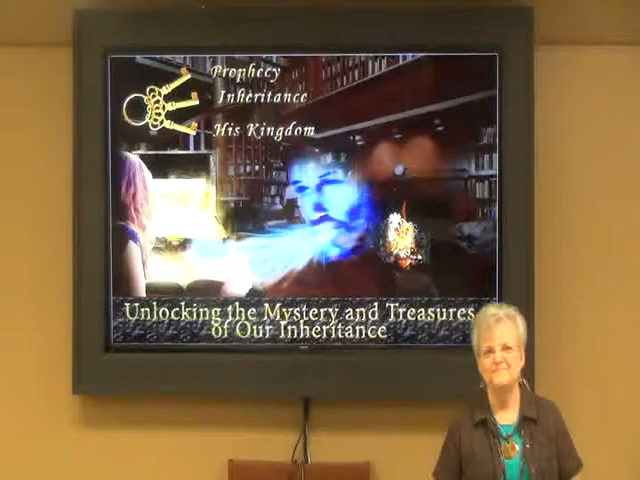 Prophecy
Inheritance
His Kingdom
Unlocking the Mystery and Treasures
of Our Inheritance